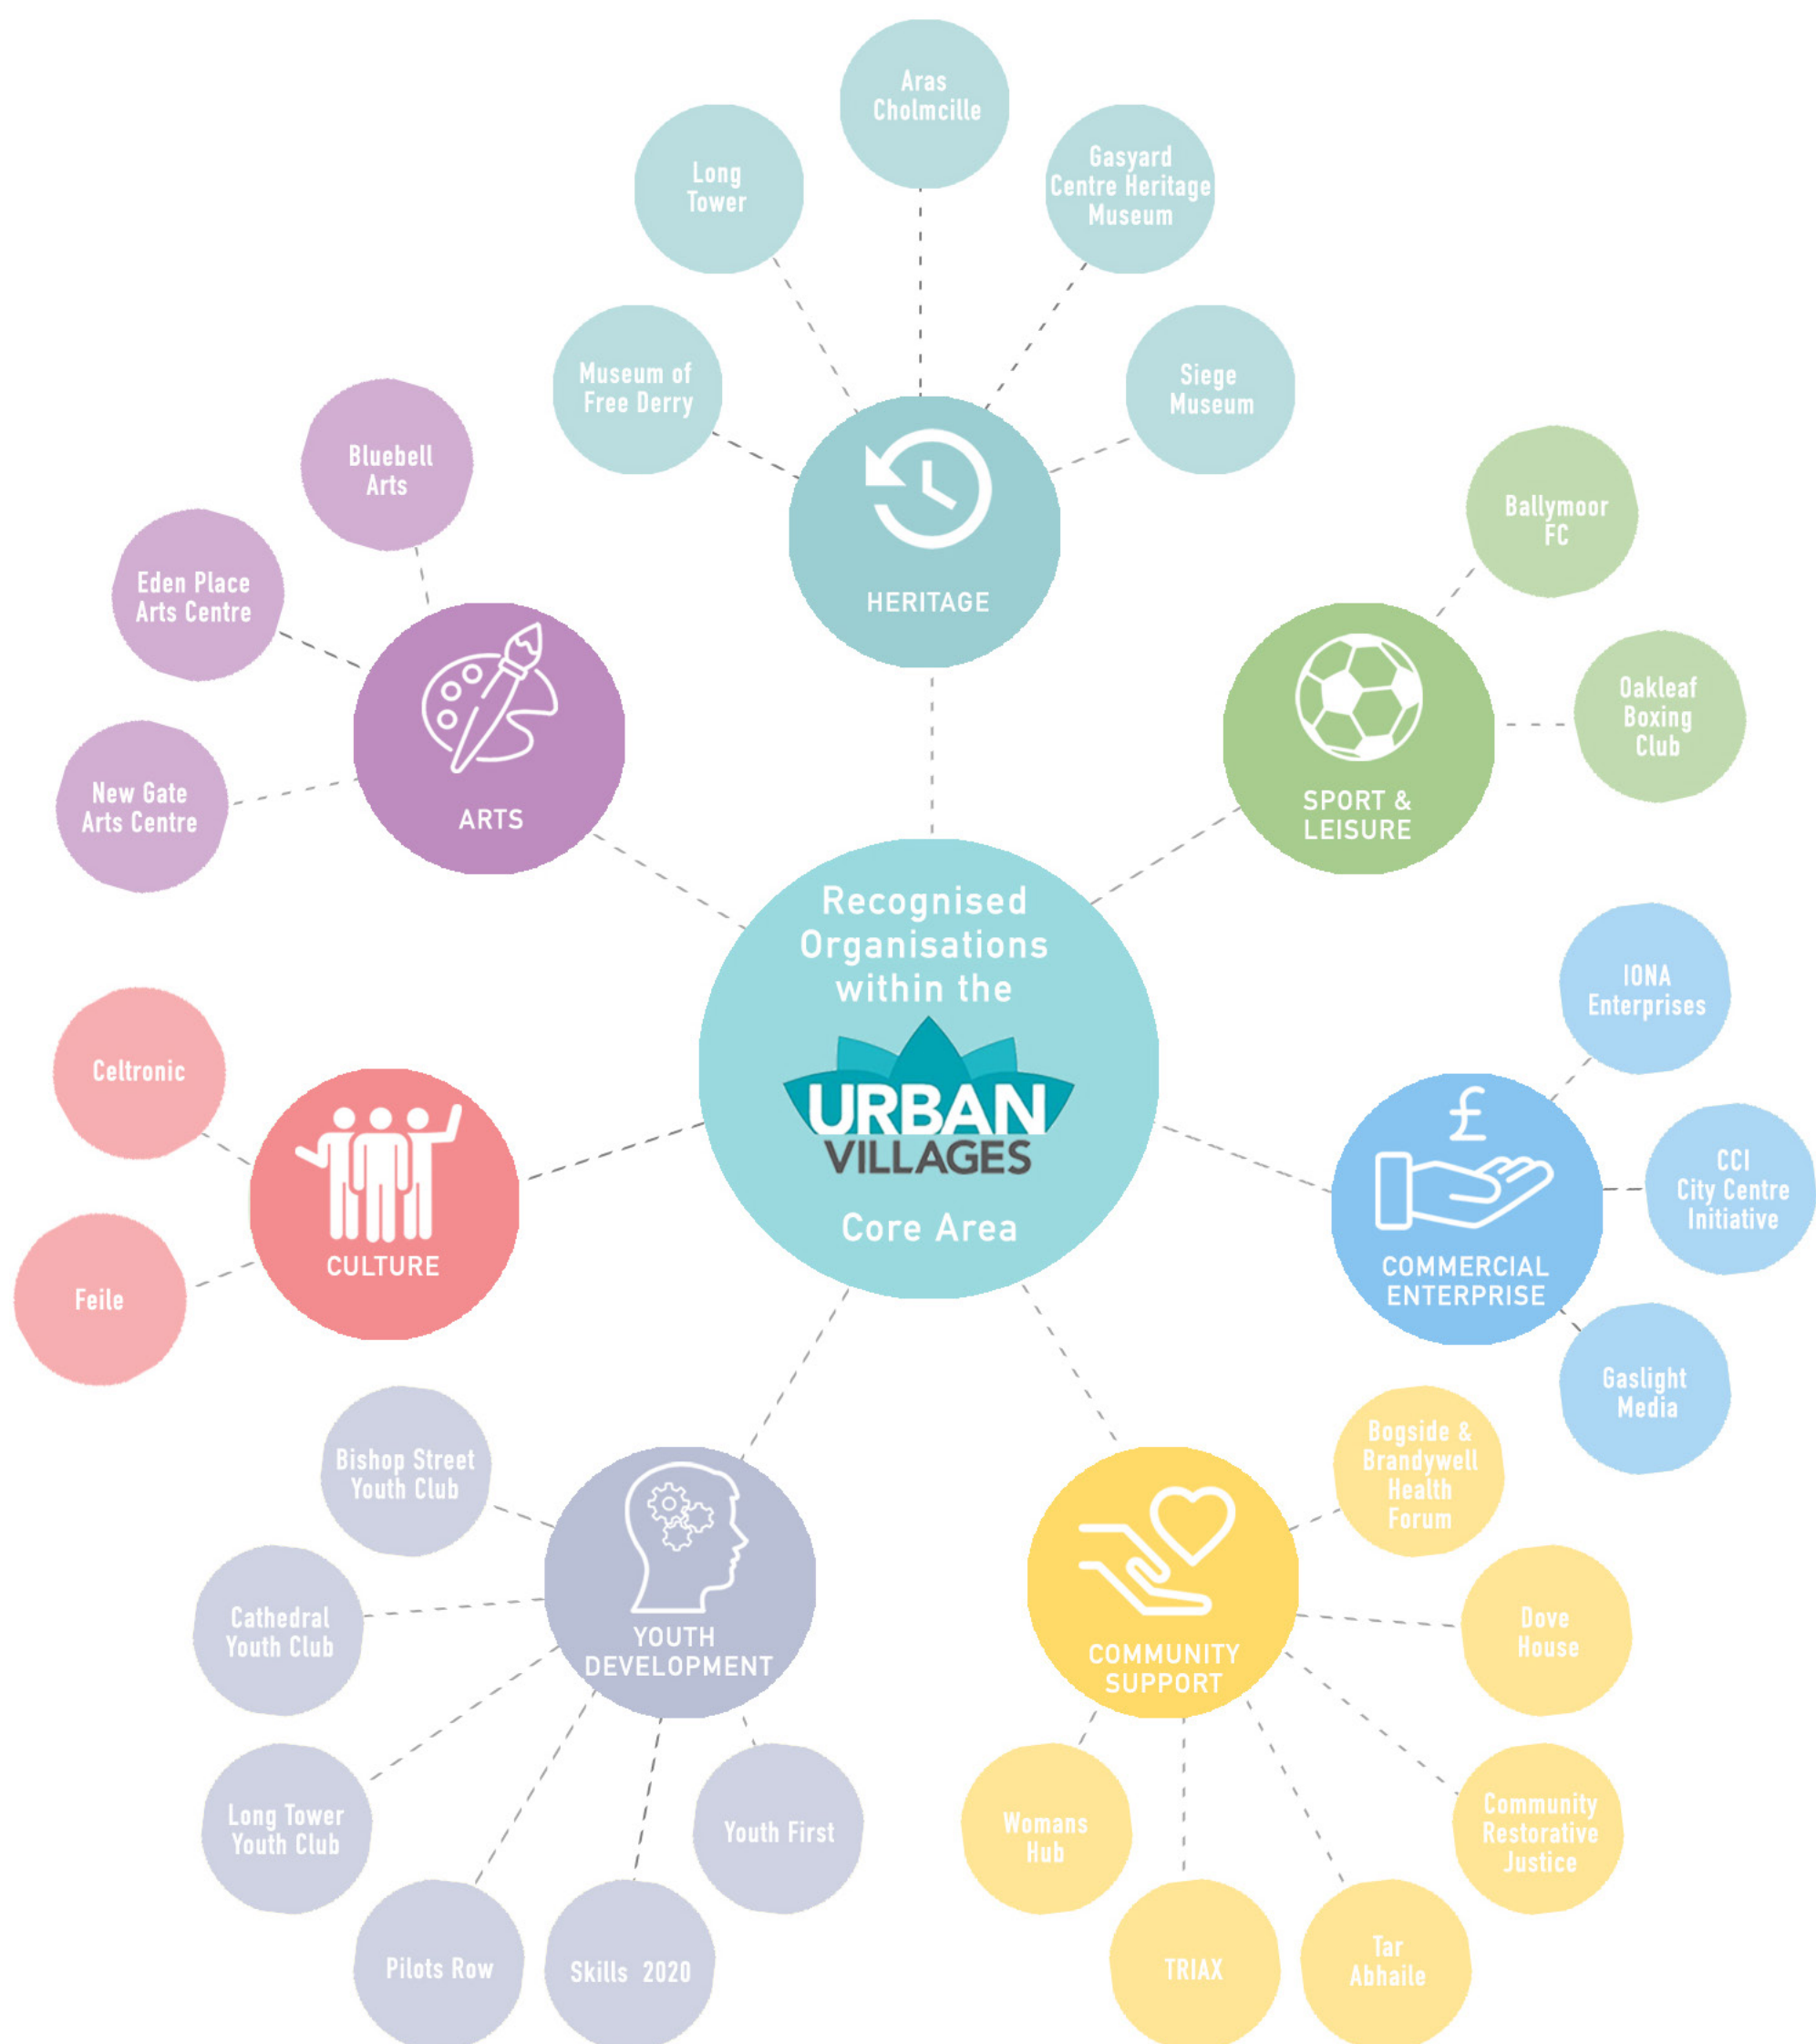 Aras
Cholmcille
Long
Tower
Gasyard
Centre Heritage
Museum
Museum of
Free Derry
Siege
Museum
HERITAGE
Bluebell
Arts
Eden Place
Arts Centre
New Gate
Arts Centre
ARTS
Ballymoor
FC
Oakleaf
Boxing
Club
SPORT &
LEISURE
Recognised
Organisations
within the
URBAN
VILLAGES
Core Area
Celtronic
Feile
CULTURE
IONA
Enterprises
CCI
City Centre
Initiative
Gaslight
Media
£
COMMERCIAL
ENTERPRISE
Bishop Street
Youth Club
Cathedral
Youth Club
Long Tower
Youth Club
Pilots Row
Skills 2020
Youth First
YOUTH
DEVELOPMENT
Bogside &
Brandywell
Health
Forum
Dove
House
Community
Restorative
Justice
Tar
Abhaile
TRIAX
Womans
Hub
COMMUNITY
SUPPORT